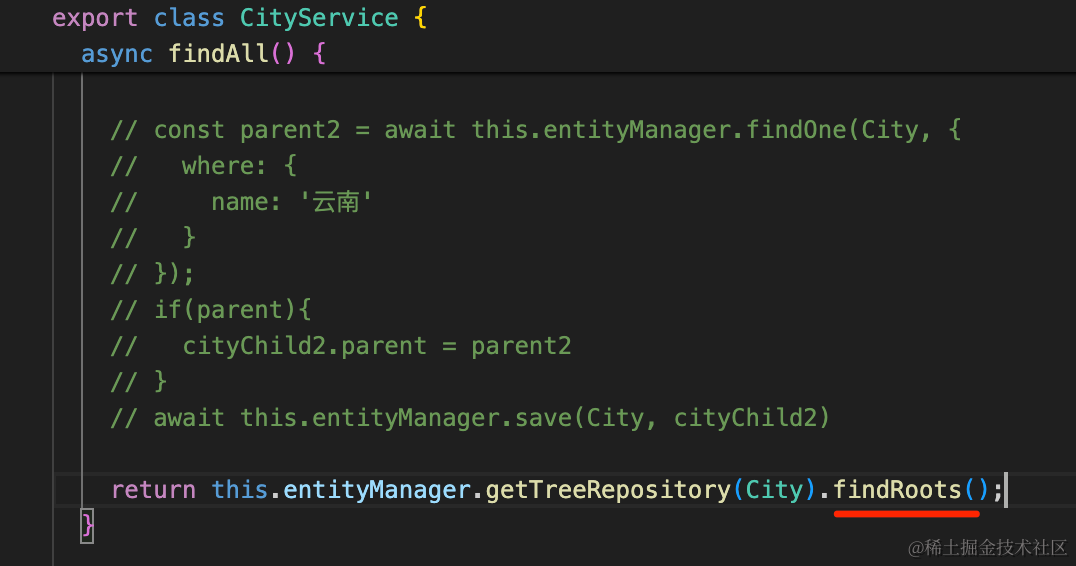 export class CityService {
async findAll() {
// const parent2 = await this.entityManager.findOne(City, {
//   where: {
//     name: '云南'
//   }
// });
// if(parent){
//   cityChild2.parent = parent2
// }
// await this.entityManager.save(City, cityChild2)
return this.entityManager.getTreeRepository(City).findRoots();
}
@稀土掘金技术社区